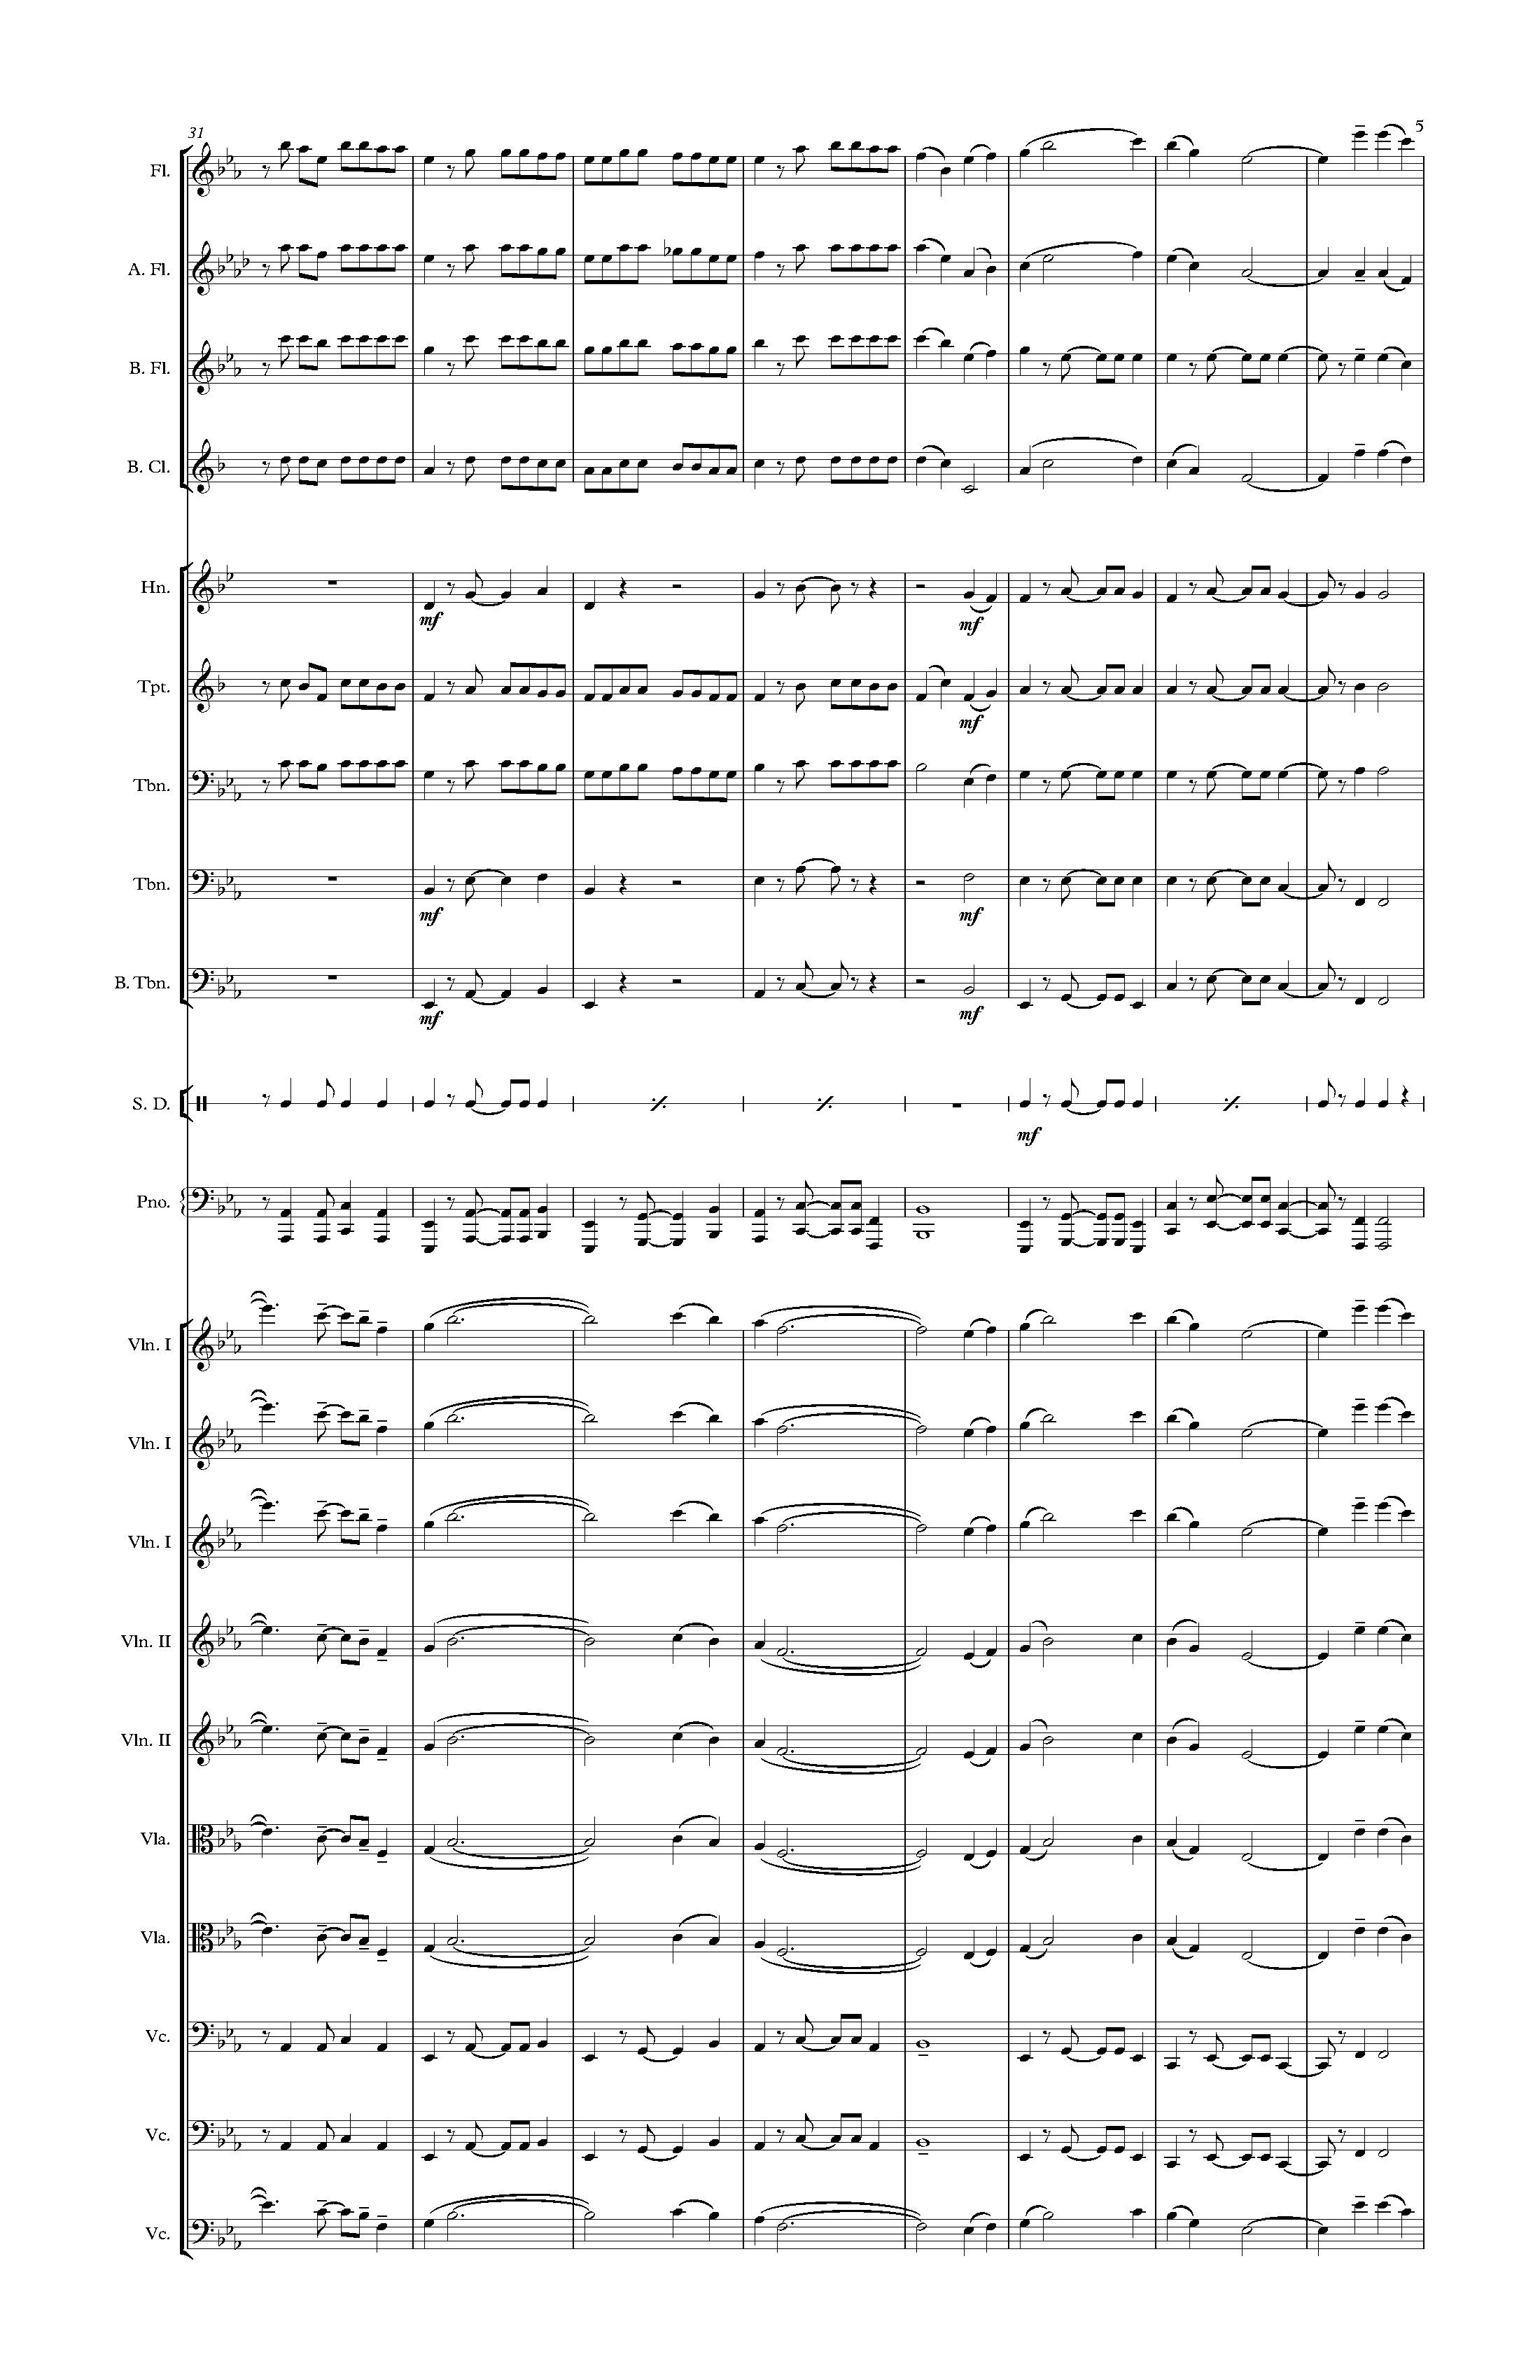 5
31
Fl.
A. Fl.
B. Fl.
B. Cl.
Hn.
mf
mf
Tpt.
mf
Tbn.
Tbn.
mf
mf
B. Tbn.
mf
mf
S. D.
mf
Pno.
Vln. I
Vln. I
Vln. I
Vln. II
Vln. II
Vla.
Vla.
Vc.
Vc.
Vc.